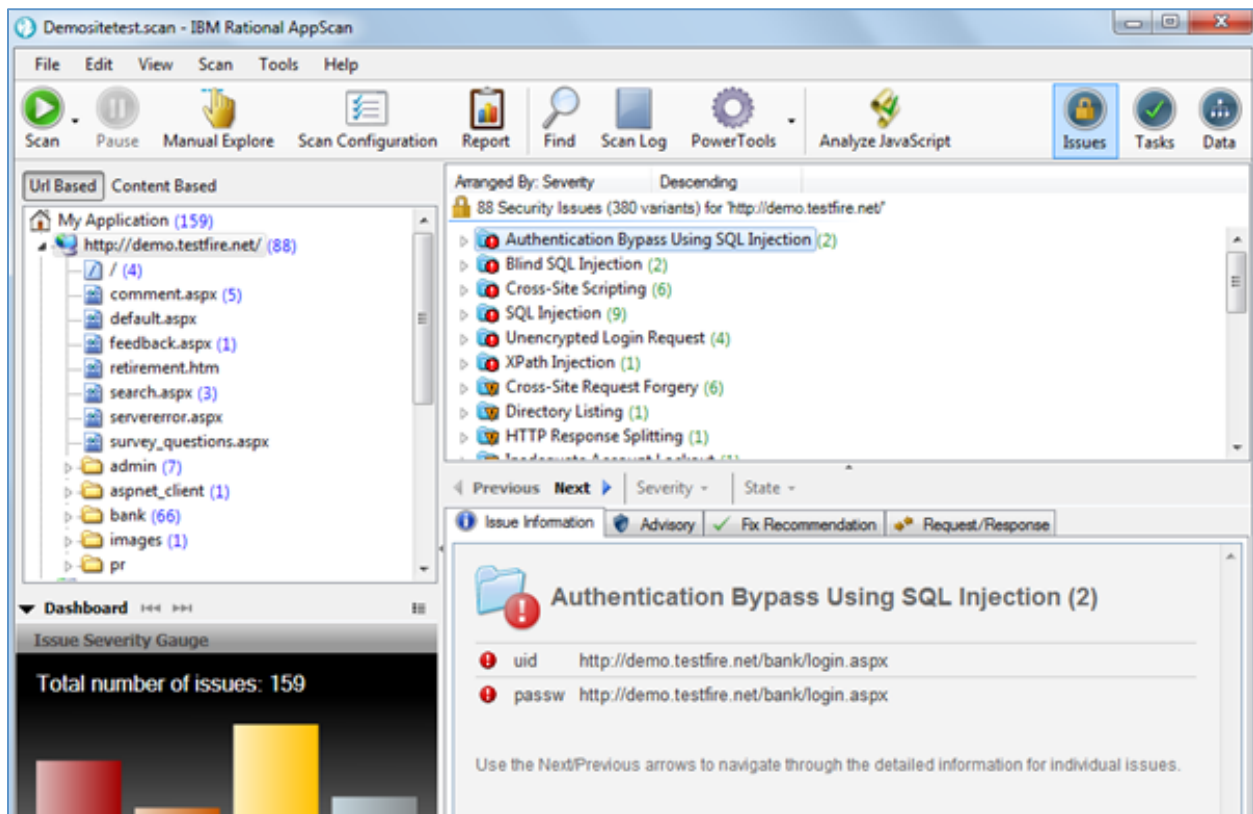 Demositetest.scan - IBM Rational AppScan
File Edit View Scan Tools Help
Scan Pause Manual Explore Scan Configuration Report Find Scan Log PowerTools Analyze JavaScript Issues Tasks Data
Url Based Content Based
My Application (159)
http://demo.testfire.net/ (88)
/ (4)
comment.aspx (5)
default.aspx
feedback.aspx (1)
retirement.htm
search.aspx (3)
servererror.aspx
survey_questions.aspx
admin (7)
aspnet_client (1)
bank (66)
images (1)
pr
Dashboard
Issue Severity Gauge
Total number of issues: 159
Arranged By: Severity Descending
88 Security Issues (380 variants) for 'http://demo.testfire.net/'
Authentication Bypass Using SQL Injection (2)
Blind SQL Injection (2)
Cross-Site Scripting (6)
SQL Injection (9)
Unencrypted Login Request (4)
XPath Injection (1)
Cross-Site Request Forgery (6)
Directory Listing (1)
HTTP Response Splitting (1)
Inadequate Account Lockout (1)
Previous Next Severity State
Issue Information Advisory Fix Recommendation Request/Response
Authentication Bypass Using SQL Injection (2)
uid http://demo.testfire.net/bank/login.aspx
passw http://demo.testfire.net/bank/login.aspx
Use the Next/Previous arrows to navigate through the detailed information for individual issues.